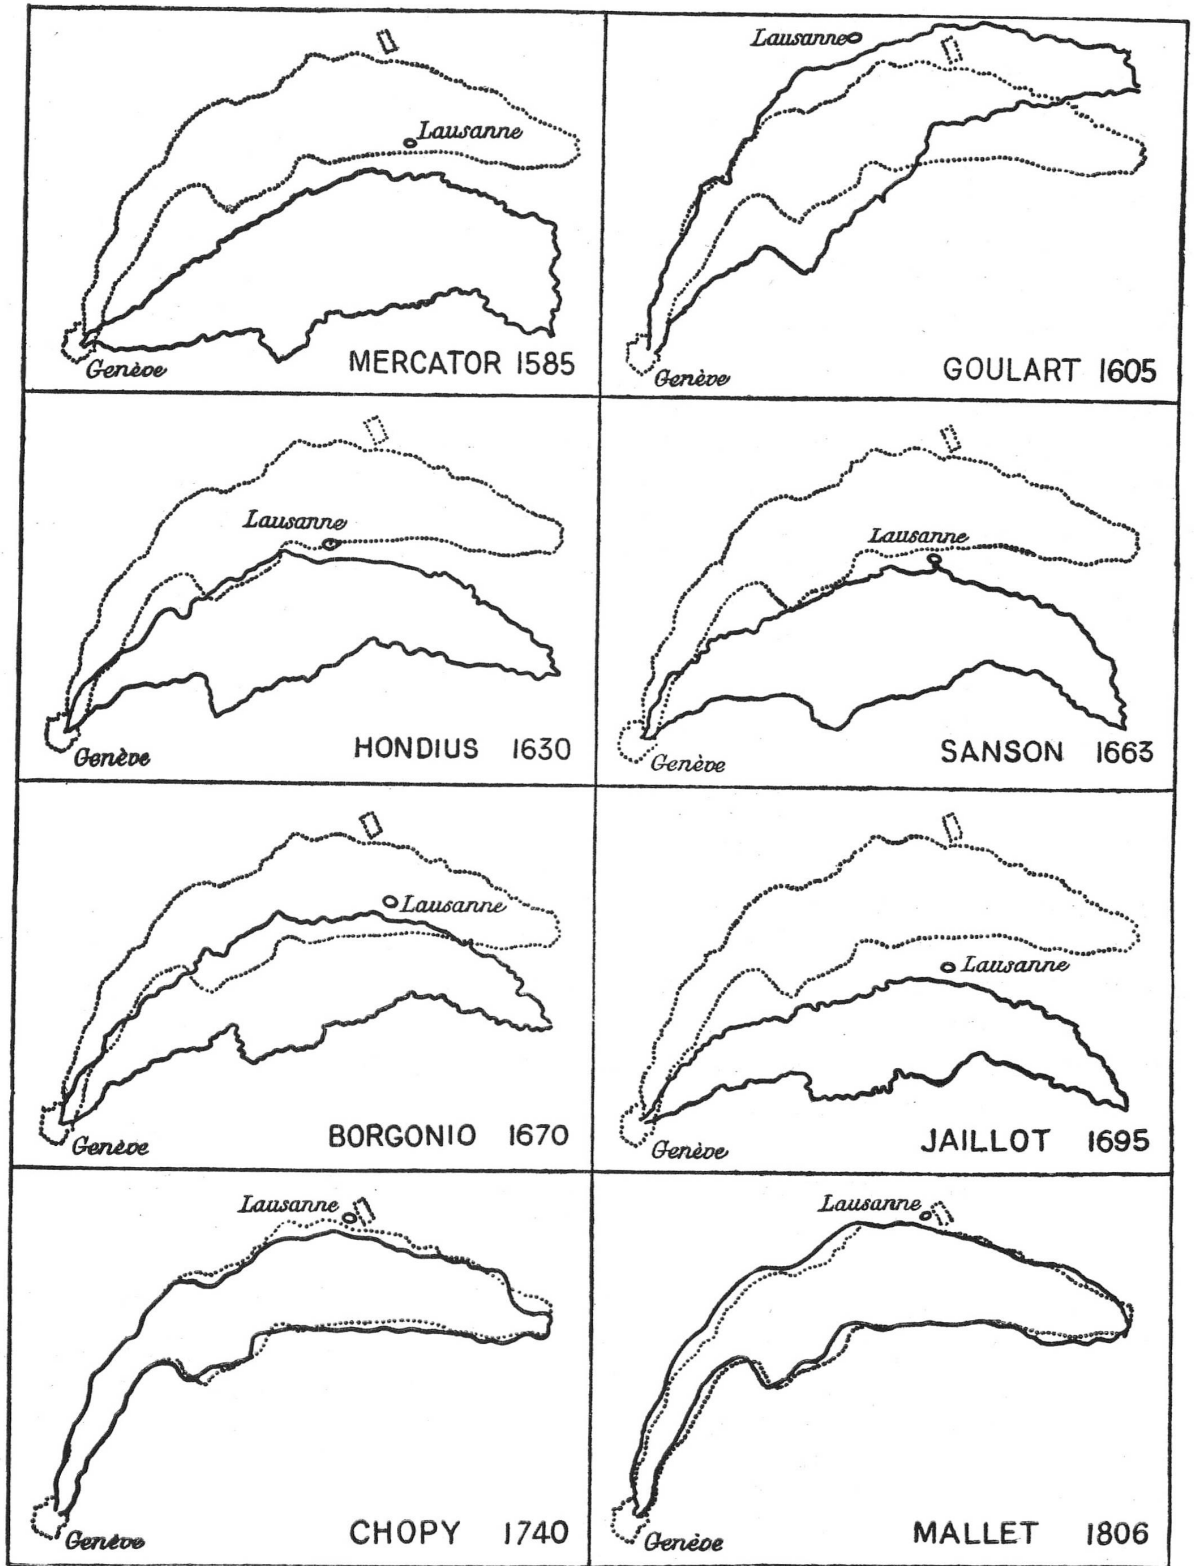 Lausanne
Genève
MERCATOR 1585
Lausanne
Genève
GOULART 1605
Lausanne
Genève
HONDIUS 1630
Lausanne
Genève
SANSON 1663
Lausanne
Genève
BORGONIO 1670
Lausanne
Genève
JAILLOT 1695
Lausanne
Genève
CHOPY 1740
Lausanne
Genève
MALLET 1806